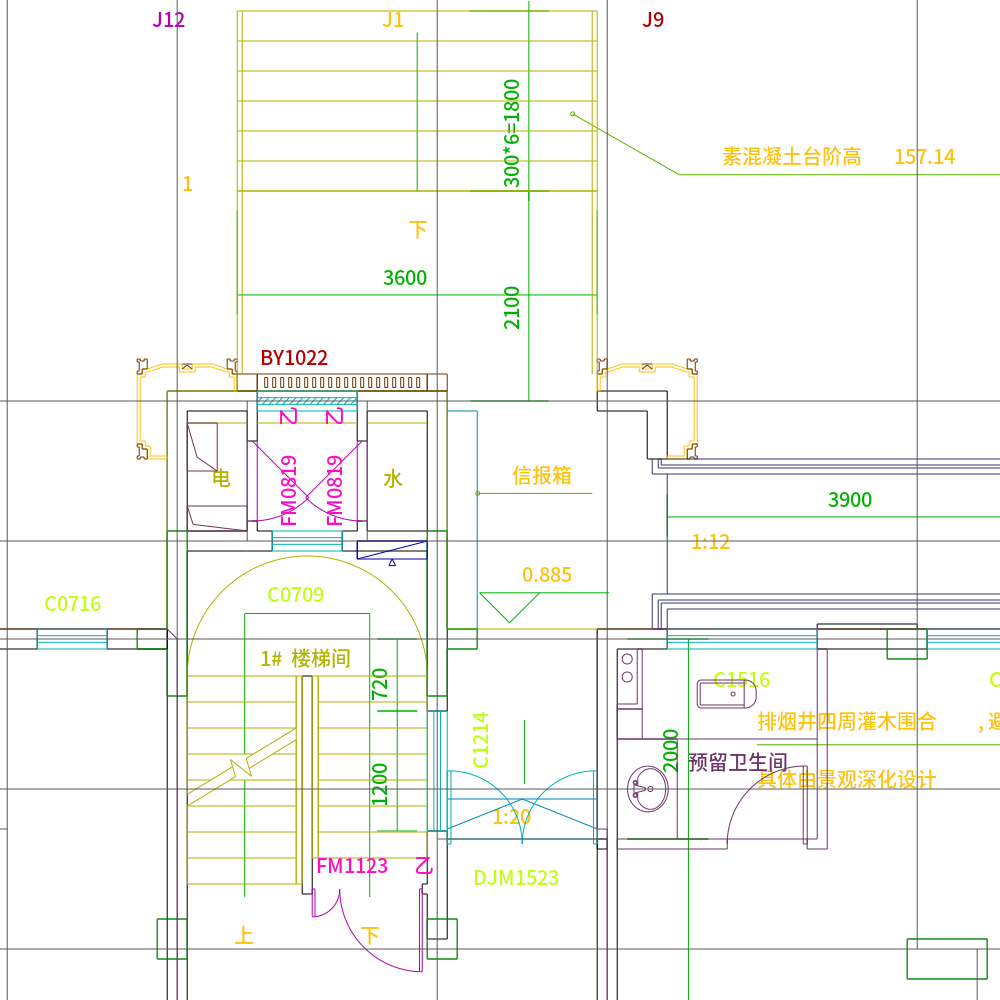 J12
J1
J9
300*6=1800
素混凝土台阶高 157.14
1
下
3600
2100
BY1022
乙
乙
电
FM0819
FM0819
水
信报箱
3900
1:12
0.885
C0709
C0716
1# 楼梯间
720
C1516
C1214
排烟井四周灌木围合 ,
2000
预留卫生间
具体由景观深化设计
1200
1:20
FM1123
乙
DJM1523
上
下